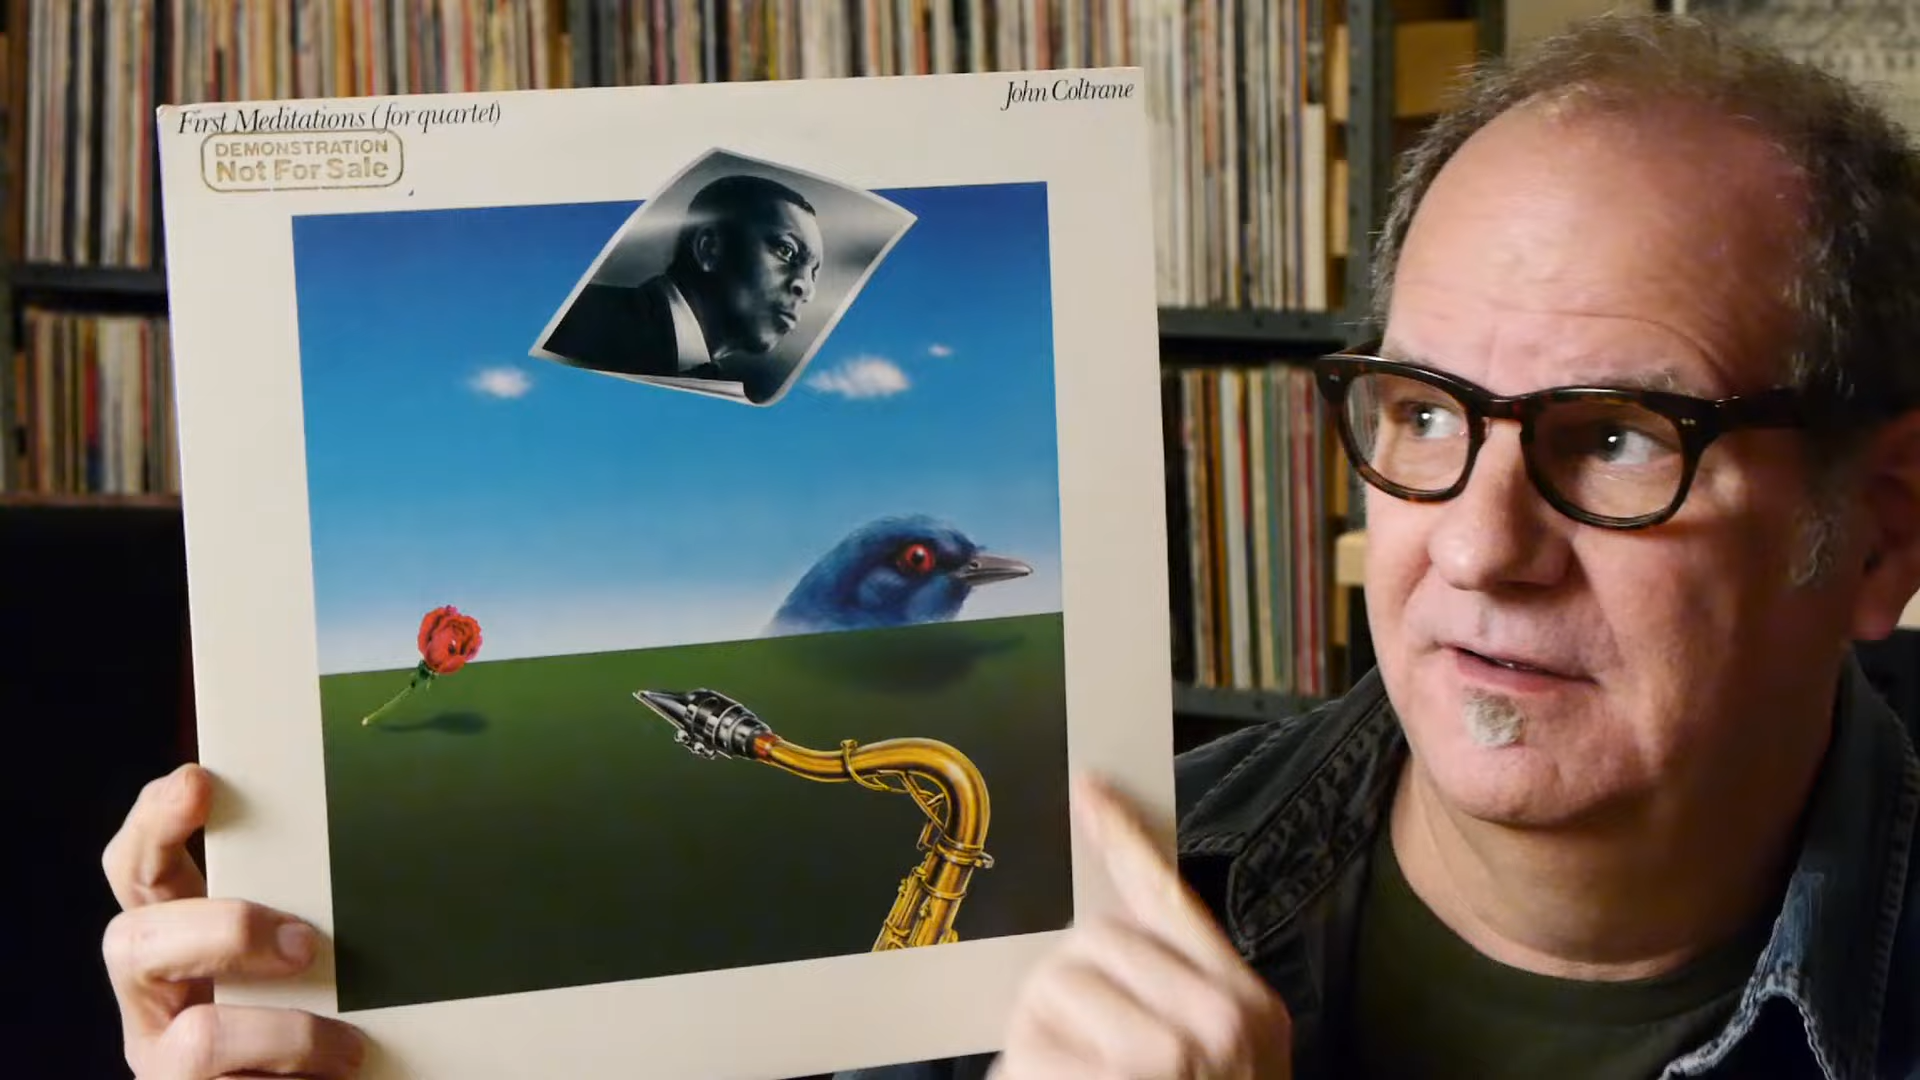 First Meditations (for quartet)
John Coltrane
DEMONSTRATION
Not For Sale